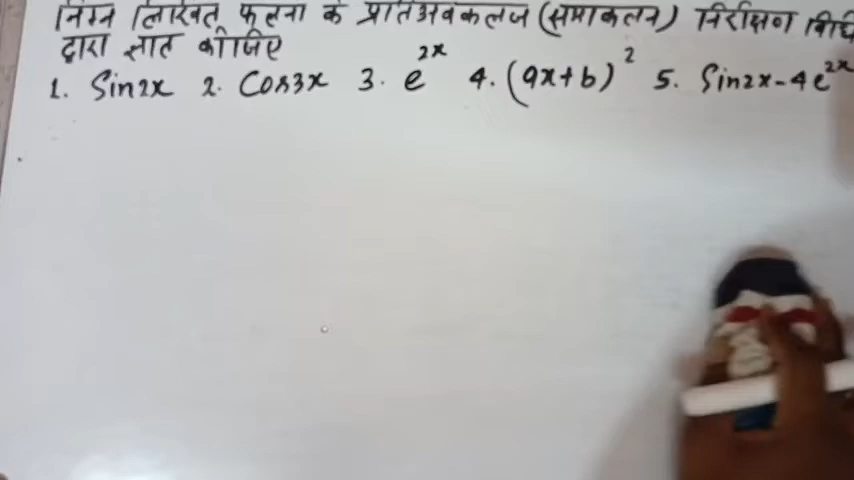 निम्न लिखित फलनो के प्रतिअवकलज (समाकलन) निरीक्षण विधि
द्वारा ज्ञात कीजिए
1. Sin2x 2. Cos3x 3. e^2x 4. (ax+b)^2 5. Sin2x-4e^2x